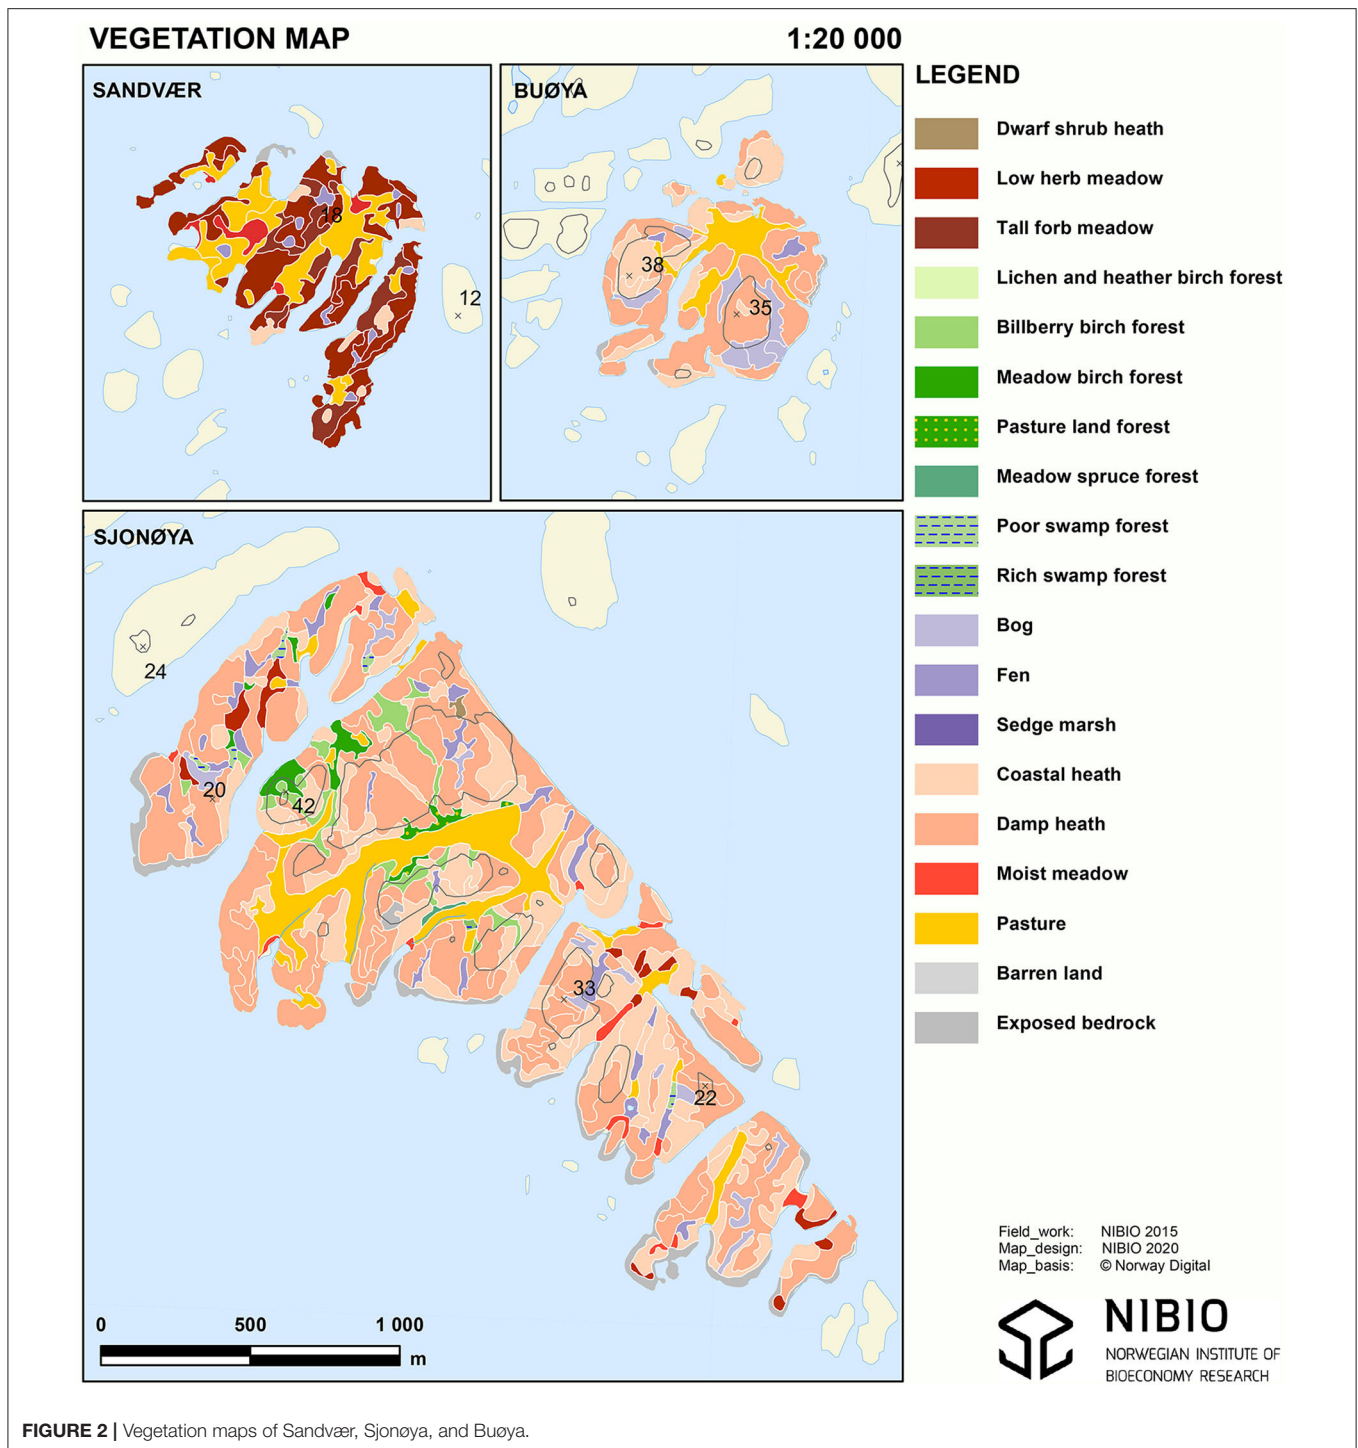 VEGETATION MAP
1:20 000
SANDVÆR
18
12
BUØYA
38
35
SJONØYA
24
20
42
33
22
0 500 1 000
m
LEGEND
Dwarf shrub heath
Low herb meadow
Tall forb meadow
Lichen and heather birch forest
Billberry birch forest
Meadow birch forest
Pasture land forest
Meadow spruce forest
Poor swamp forest
Rich swamp forest
Bog
Fen
Sedge marsh
Coastal heath
Damp heath
Moist meadow
Pasture
Barren land
Exposed bedrock
Field_work: NIBIO 2015
Map_design: NIBIO 2020
Map_basis: © Norway Digital
NIBIO
NORWEGIAN INSTITUTE OF
BIOECONOMY RESEARCH
FIGURE 2 | Vegetation maps of Sandvær, Sjonøya, and Buøya.